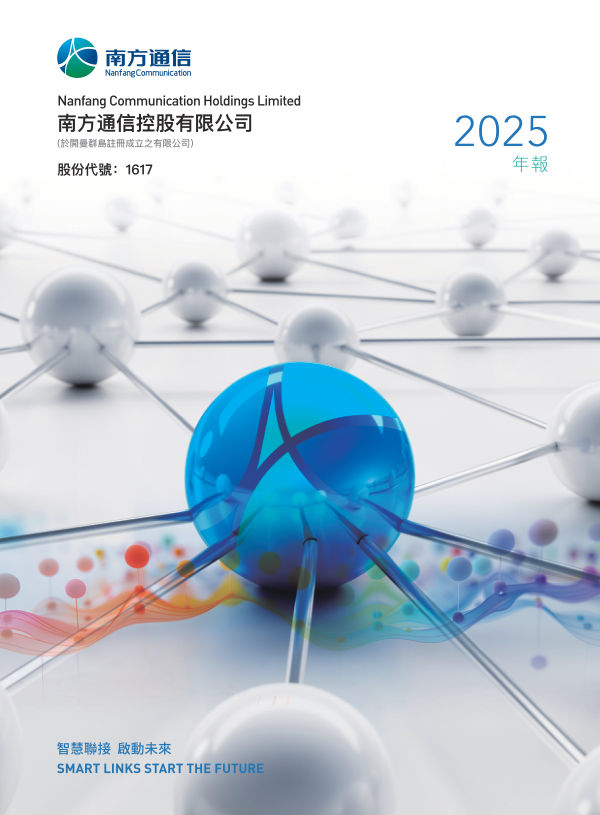 南方通信
Nanfang Communication
Nanfang Communication Holdings Limited
南方通信控股有限公司
(於開曼群島註冊成立之有限公司)
股份代號：1617
2025
年報
智慧聯接 啟動未來
SMART LINKS START THE FUTURE